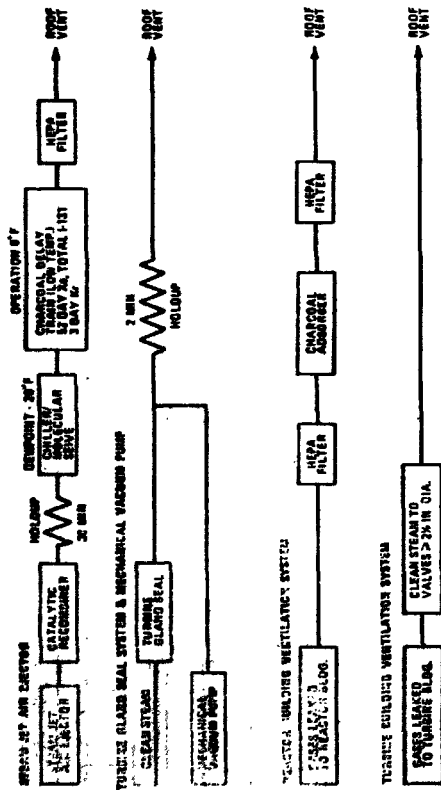 STEAM JET AIR EJECTOR
STEAM JET
AIR EJECTOR
CATALYTIC
RECOMBINER
HOLDUP
30 MIN
DEWPOINT - 20°F
CHILLER/
MOLECULAR
SIEVE
OPERATION 0°F
CHARCOAL DELAY
TRAIN (LOW TEMP.)
DAY Xe, TOTAL I-131
3 DAY Kr
HEPA
FILTER
ROOF
VENT
TURBINE GLAND SEAL SYSTEM & MECHANICAL VACUUM PUMP
CLEAN STEAM
TURBINE
GLAND SEAL
MECHANICAL
VACUUM PUMP
2 MIN
HOLDUP
ROOF
VENT
REACTOR BUILDING VENTILATION SYSTEM
GASES LEAKED
TO REACTOR BLDG.
HEPA
FILTER
CHARCOAL
ADSORBER
HEPA
FILTER
ROOF
VENT
TURBINE BUILDING VENTILATION SYSTEM
GASES LEAKED
TO TURBINE BLDG.
CLEAN STEAM TO
VALVES > 2½ IN DIA.
ROOF
VENT